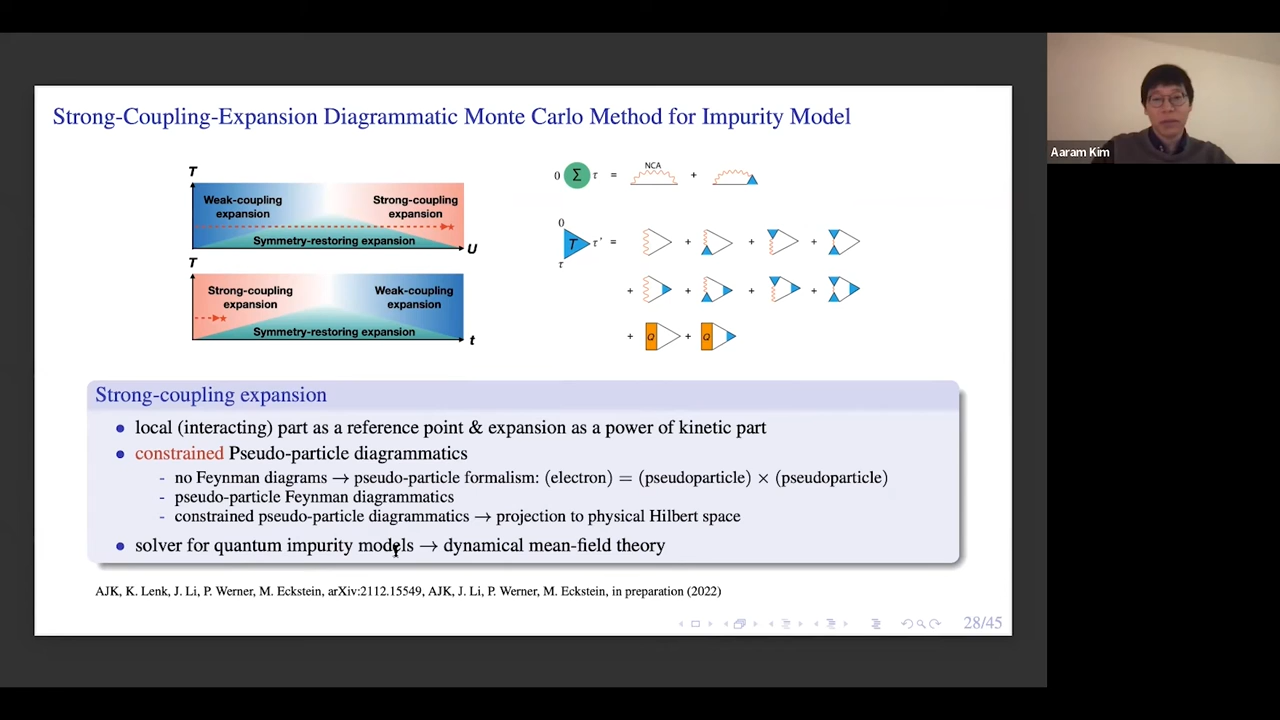 Strong-Coupling-Expansion Diagrammatic Monte Carlo Method for Impurity Model
T
Weak-coupling expansion
Strong-coupling expansion
Symmetry-restoring expansion
U
T
Strong-coupling expansion
Weak-coupling expansion
Symmetry-restoring expansion
t
NCA
0 Σ τ = +
0
T τ' = + + +
τ
+ + + +
+ Q + Q
Strong-coupling expansion
• local (interacting) part as a reference point & expansion as a power of kinetic part
• constrained Pseudo-particle diagrammatics
- no Feynman diagrams → pseudo-particle formalism: (electron) = (pseudoparticle) × (pseudoparticle)
- pseudo-particle Feynman diagrammatics
- constrained pseudo-particle diagrammatics → projection to physical Hilbert space
• solver for quantum impurity models → dynamical mean-field theory
AJK, K. Lenk, J. Li, P. Werner, M. Eckstein, arXiv:2112.15549, AJK, J. Li, P. Werner, M. Eckstein, in preparation (2022)
28/45
Aaram Kim